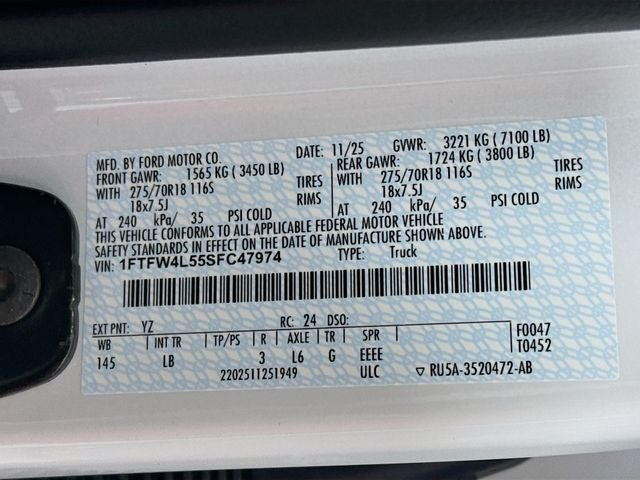 MFD. BY FORD MOTOR CO. DATE: 11/25 GVWR: 3221 KG ( 7100 LB)
FRONT GAWR: 1565 KG ( 3450 LB) REAR GAWR: 1724 KG ( 3800 LB)
WITH 275/70R18 116S TIRES WITH 275/70R18 116S TIRES
18x7.5J RIMS 18x7.5J RIMS
AT 240 kPa/ 35 PSI COLD AT 240 kPa/ 35 PSI COLD
THIS VEHICLE CONFORMS TO ALL APPLICABLE FEDERAL MOTOR VEHICLE
SAFETY STANDARDS IN EFFECT ON THE DATE OF MANUFACTURE SHOWN ABOVE.
VIN: 1FTFW4L55SFC47974 TYPE: Truck
EXT PNT: YZ RC: 24 DSO:
WB INT TR TP/PS R AXLE TR SPR F0047
145 LB 3 L6 G EEEE T0452
2202511251949 ULC ▽ RU5A-3520472-AB